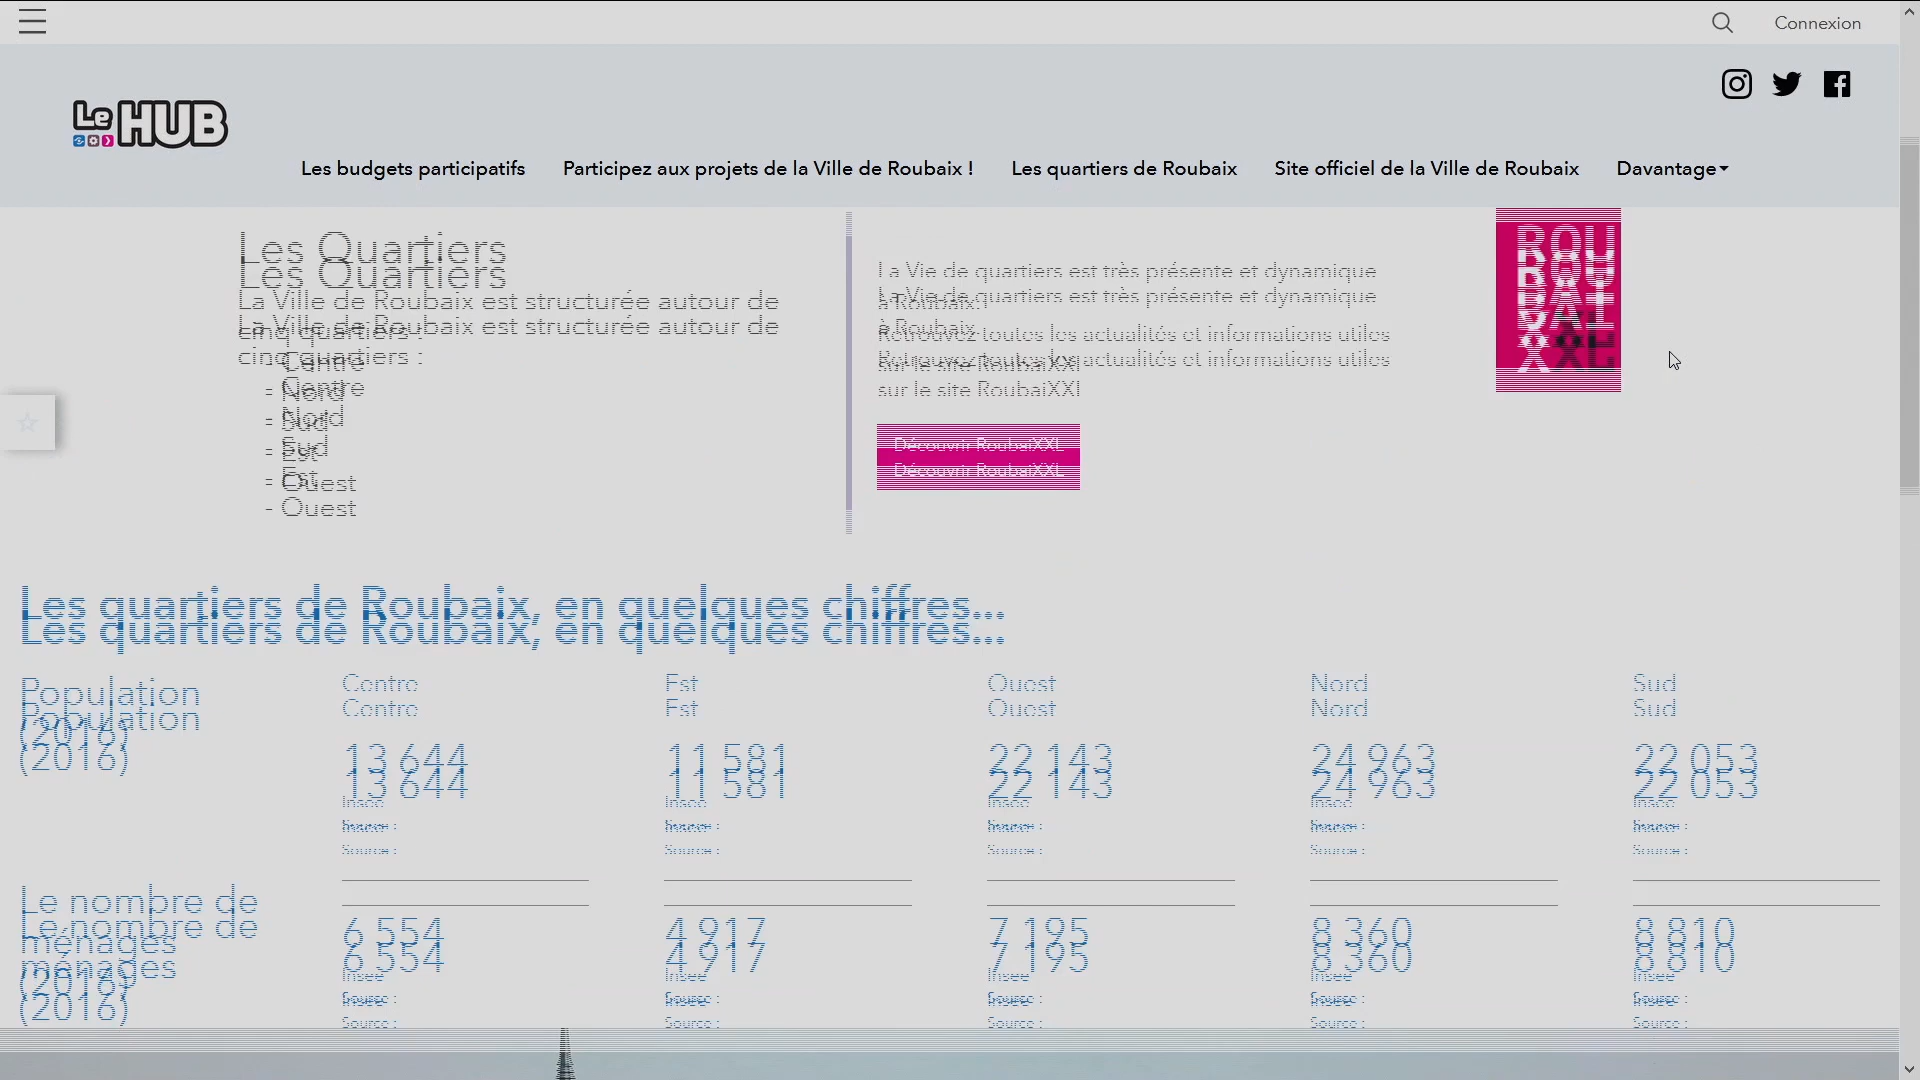 Connexion
Le HUB
Les budgets participatifs
Participez aux projets de la Ville de Roubaix !
Les quartiers de Roubaix
Site officiel de la Ville de Roubaix
Davantage
Les Quartiers
La Ville de Roubaix est structurée autour de
cinq quartiers :
- Centre
- Nord
- Sud
- Est
- Ouest
La Vie de quartiers est très présente et dynamique
à Roubaix.
Retrouvez toutes les actualités et informations utiles
sur le site RoubaiXXL
Découvrir RoubaiXXL
ROU
BAI
XXL
Les quartiers de Roubaix, en quelques chiffres...
Population
(2016)
Centre
Est
Ouest
Nord
Sud
13 644
11 581
22 143
24 963
22 053
Source :
Source :
Source :
Source :
Source :
Insee
Insee
Insee
Insee
Insee
Le nombre de
ménages
(2016)
6 554
4 917
7 195
8 360
8 810
Source :
Source :
Source :
Source :
Source :
Insee
Insee
Insee
Insee
Insee